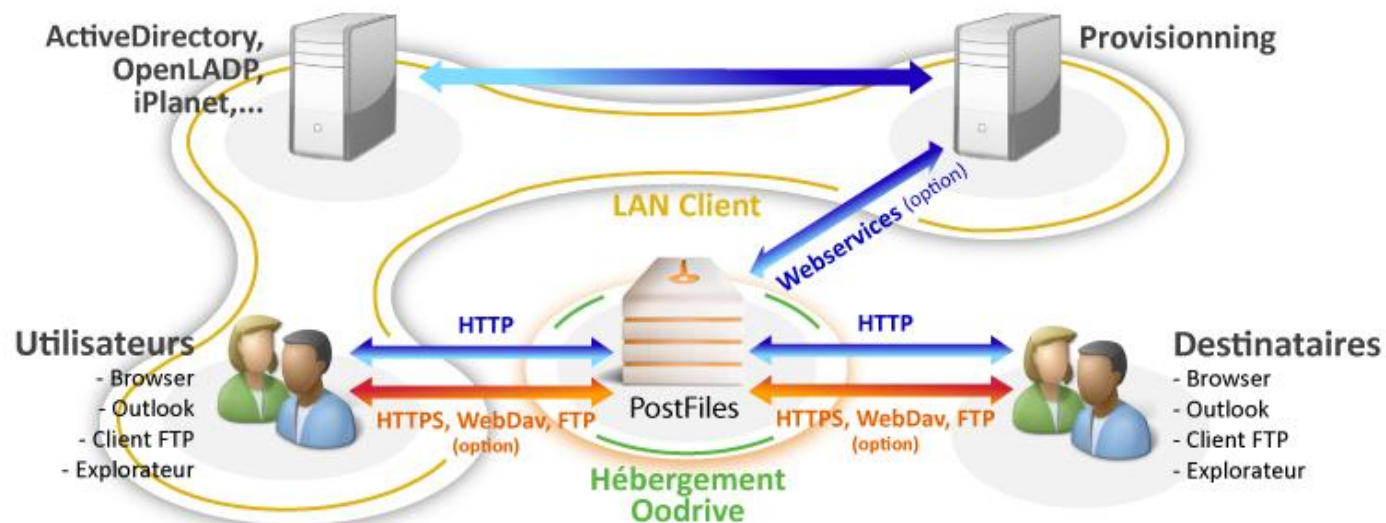 ActiveDirectory,
OpenLADP,
iPlanet,...
Provisionning
LAN Client
Webservices (option)
Utilisateurs
- Browser
- Outlook
- Client FTP
- Explorateur
HTTP
HTTPS, WebDav, FTP
(option)
PostFiles
Hébergement
Oodrive
HTTP
HTTPS, WebDav, FTP
(option)
Destinataires
- Browser
- Outlook
- Client FTP
- Explorateur